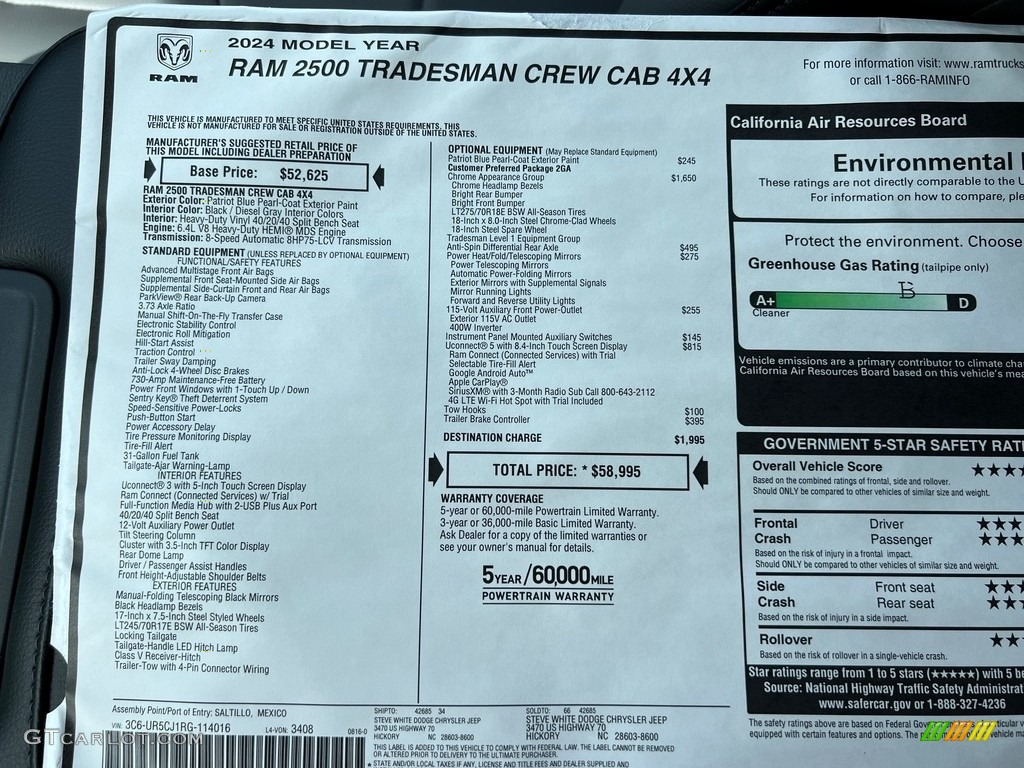 RAM
2024 MODEL YEAR
RAM 2500 TRADESMAN CREW CAB 4X4
For more information visit: www.ramtrucks
or call 1-866-RAMINFO
THIS VEHICLE IS MANUFACTURED TO MEET SPECIFIC UNITED STATES REQUIREMENTS. THIS
VEHICLE IS NOT MANUFACTURED FOR SALE OR REGISTRATION OUTSIDE OF THE UNITED STATES.
MANUFACTURER'S SUGGESTED RETAIL PRICE OF
THIS MODEL INCLUDING DEALER PREPARATION
Base Price: $52,625
RAM 2500 TRADESMAN CREW CAB 4X4
Exterior Color: Patriot Blue Pearl-Coat Exterior Paint
Interior Color: Black / Diesel Gray Interior Colors
Interior: Heavy-Duty Vinyl 40/20/40 Split Bench Seat
Engine: 6.4L V8 Heavy-Duty HEMI® MDS Engine
Transmission: 8-Speed Automatic 8HP75-LCV Transmission
STANDARD EQUIPMENT (UNLESS REPLACED BY OPTIONAL EQUIPMENT)
FUNCTIONAL/SAFETY FEATURES
Advanced Multistage Front Air Bags
Supplemental Front Seat-Mounted Side Air Bags
Supplemental Side-Curtain Front and Rear Air Bags
ParkView® Rear Back-Up Camera
3.73 Axle Ratio
Manual Shift-On-The-Fly Transfer Case
Electronic Stability Control
Electronic Roll Mitigation
Hill-Start Assist
Traction Control
Trailer Sway Damping
Anti-Lock 4-Wheel Disc Brakes
730-Amp Maintenance-Free Battery
Power Front Windows with 1-Touch Up / Down
Sentry Key® Theft Deterrent System
Speed-Sensitive Power-Locks
Push-Button Start
Power Accessory Delay
Tire Pressure Monitoring Display
Tire-Fill Alert
31-Gallon Fuel Tank
Tailgate-Ajar Warning-Lamp
INTERIOR FEATURES
Uconnect® 3 with 5-Inch Touch Screen Display
Ram Connect (Connected Services) w/ Trial
Full-Function Media Hub with 2-USB Plus Aux Port
40/20/40 Split Bench Seat
12-Volt Auxiliary Power Outlet
Tilt Steering Column
Cluster with 3.5-Inch TFT Color Display
Rear Dome Lamp
Driver / Passenger Assist Handles
Front Height-Adjustable Shoulder Belts
EXTERIOR FEATURES
Manual-Folding Telescoping Black Mirrors
Black Headlamp Bezels
17-Inch x 7.5-Inch Steel Styled Wheels
LT245/70R17E BSW All-Season Tires
Locking Tailgate
Tailgate-Handle LED Hitch Lamp
Class V Receiver-Hitch
Trailer-Tow with 4-Pin Connector Wiring
OPTIONAL EQUIPMENT (May Replace Standard Equipment)
Patriot Blue Pearl-Coat Exterior Paint $245
Customer Preferred Package 2GA
Chrome Appearance Group $1,650
Chrome Headlamp Bezels
Bright Rear Bumper
Bright Front Bumper
LT275/70R18E BSW All-Season Tires
18-Inch x 8.0-Inch Steel Chrome-Clad Wheels
18-Inch Steel Spare Wheel
Tradesman Level 1 Equipment Group
Anti-Spin Differential Rear Axle $495
Power Heat/Fold/Telescoping Mirrors $275
Power Telescoping Mirrors
Automatic Power-Folding Mirrors
Exterior Mirrors with Supplemental Signals
Mirror Running Lights
Forward and Reverse Utility Lights
115-Volt Auxiliary Front Power-Outlet $255
Exterior 115V AC Outlet
400W Inverter
Instrument Panel Mounted Auxiliary Switches $145
Uconnect® 5 with 8.4-Inch Touch Screen Display $815
Ram Connect (Connected Services) with Trial
Selectable Tire-Fill Alert
Google Android Auto™
Apple CarPlay®
SiriusXM® with 3-Month Radio Sub Call 800-643-2112
4G LTE Wi-Fi Hot Spot with Trial Included
Tow Hooks $100
Trailer Brake Controller $395
DESTINATION CHARGE $1,995
TOTAL PRICE: * $58,995
WARRANTY COVERAGE
5-year or 60,000-mile Powertrain Limited Warranty.
3-year or 36,000-mile Basic Limited Warranty.
Ask Dealer for a copy of the limited warranties or
see your owner's manual for details.
5YEAR/60,000MILE
POWERTRAIN WARRANTY
California Air Resources Board
Environmental
These ratings are not directly comparable to the U
For information on how to compare, ple
Protect the environment. Choose
Greenhouse Gas Rating (tailpipe only)
B
A+ D
Cleaner
Vehicle emissions are a primary contributor to climate char
California Air Resources Board based on this vehicle's mea
GOVERNMENT 5-STAR SAFETY RATI
Overall Vehicle Score ★★★★
Based on the combined ratings of frontal, side and rollover.
Should ONLY be compared to other vehicles of similar size and weight.
Frontal Driver ★★★
Crash Passenger ★★★
Based on the risk of injury in a frontal impact.
Should ONLY be compared to other vehicles of similar size and weight.
Side Front seat ★★★
Crash Rear seat ★★★
Based on the risk of injury in a side impact.
Rollover ★★
Based on the risk of rollover in a single-vehicle crash.
Star ratings range from 1 to 5 stars (★★★★★) with 5 be
Source: National Highway Traffic Safety Administrat
www.safercar.gov or 1-888-327-4236
The safety ratings above are based on Federal Gov
equipped with certain features and options. The
Assembly Point/Port of Entry: SALTILLO, MEXICO
VIN: 3C6-UR5CJ1RG-114016 L4-VON: 3408 0816-0
SHIPTO: 42685 34
STEVE WHITE DODGE CHRYSLER JEEP
3470 US HIGHWAY 70
HICKORY NC 28603-8600
SOLDTO: 66 42685
STEVE WHITE DODGE CHRYSLER JEEP
3470 US HIGHWAY 70
HICKORY NC 28603-8600
THIS LABEL IS ADDED TO THIS VEHICLE TO COMPLY WITH FEDERAL LAW. THE LABEL CANNOT BE REMOVED
OR ALTERED PRIOR TO DELIVERY TO THE ULTIMATE PURCHASER.
* STATE AND/OR LOCAL TAXES IF ANY, LICENSE AND TITLE FEES AND DEALER SUPPLIED AND
GTCARLOT.COM